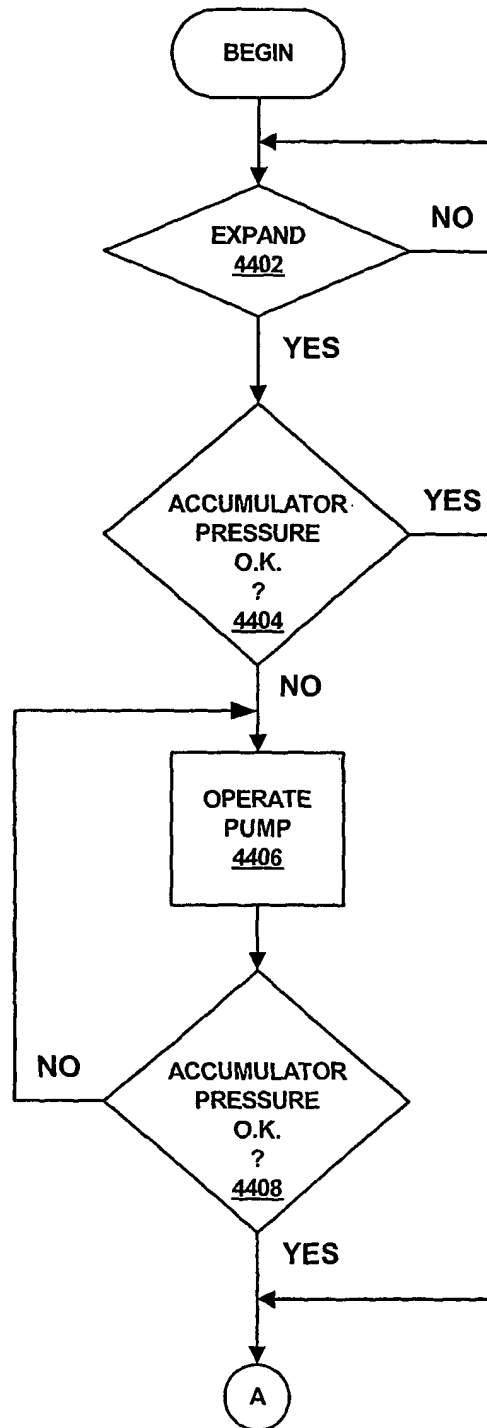 BEGIN
EXPAND
4402
NO
YES
ACCUMULATOR
PRESSURE
O.K.
?
4404
YES
NO
OPERATE
PUMP
4406
ACCUMULATOR
PRESSURE
O.K.
?
4408
NO
YES
A